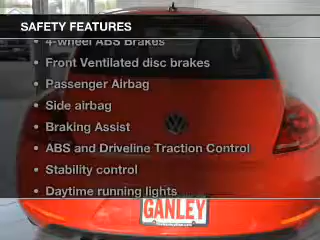 SAFETY FEATURES
4-wheel ABS Brakes
Front Ventilated disc brakes
Passenger Airbag
Side airbag
Braking Assist
ABS and Driveline Traction Control
Stability control
Daytime running lights
GANLEY